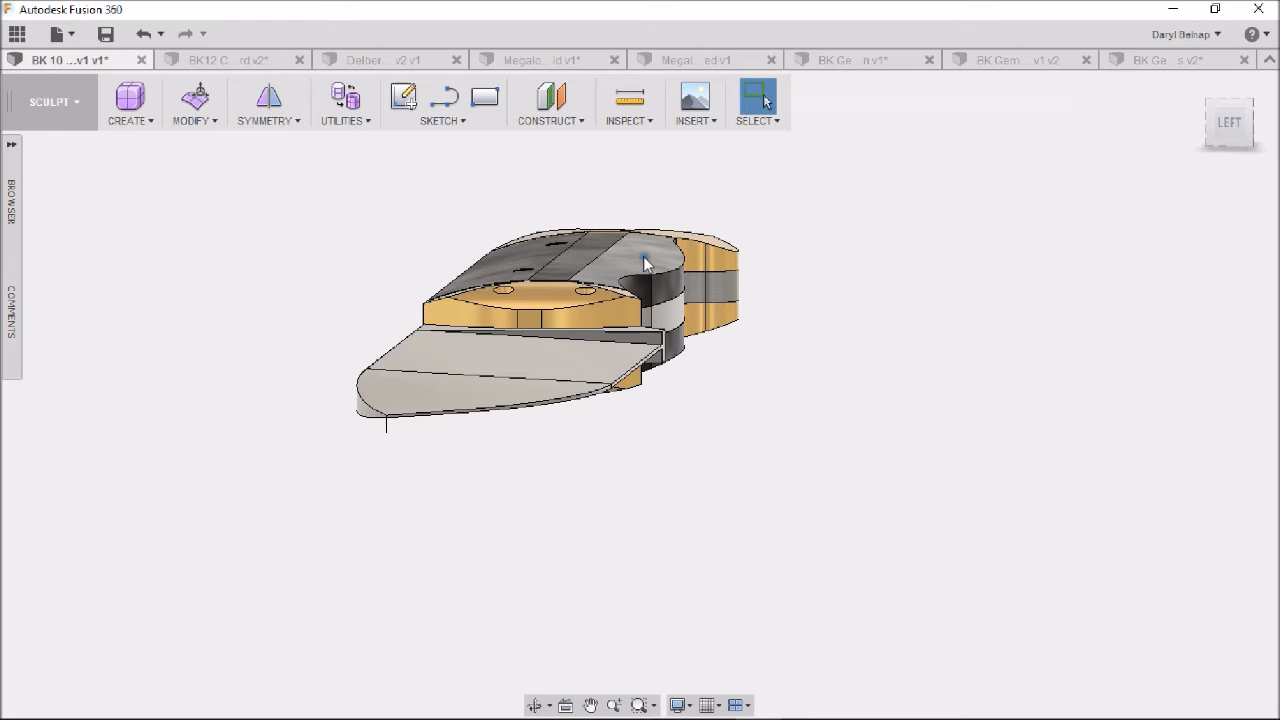 Autodesk Fusion 360
Daryl Belnap
BK 10 ...v1 v1*
BK12 C...rd v2*
Deliber...v2 v1
Megalo...ld v1*
Megal...ed v1
BK Ge...n v1*
BK Gem...v1 v2
BK Ge...s v2*
SCULPT
CREATE
MODIFY
SYMMETRY
UTILITIES
SKETCH
CONSTRUCT
INSPECT
INSERT
SELECT
LEFT
BROWSER
COMMENTS